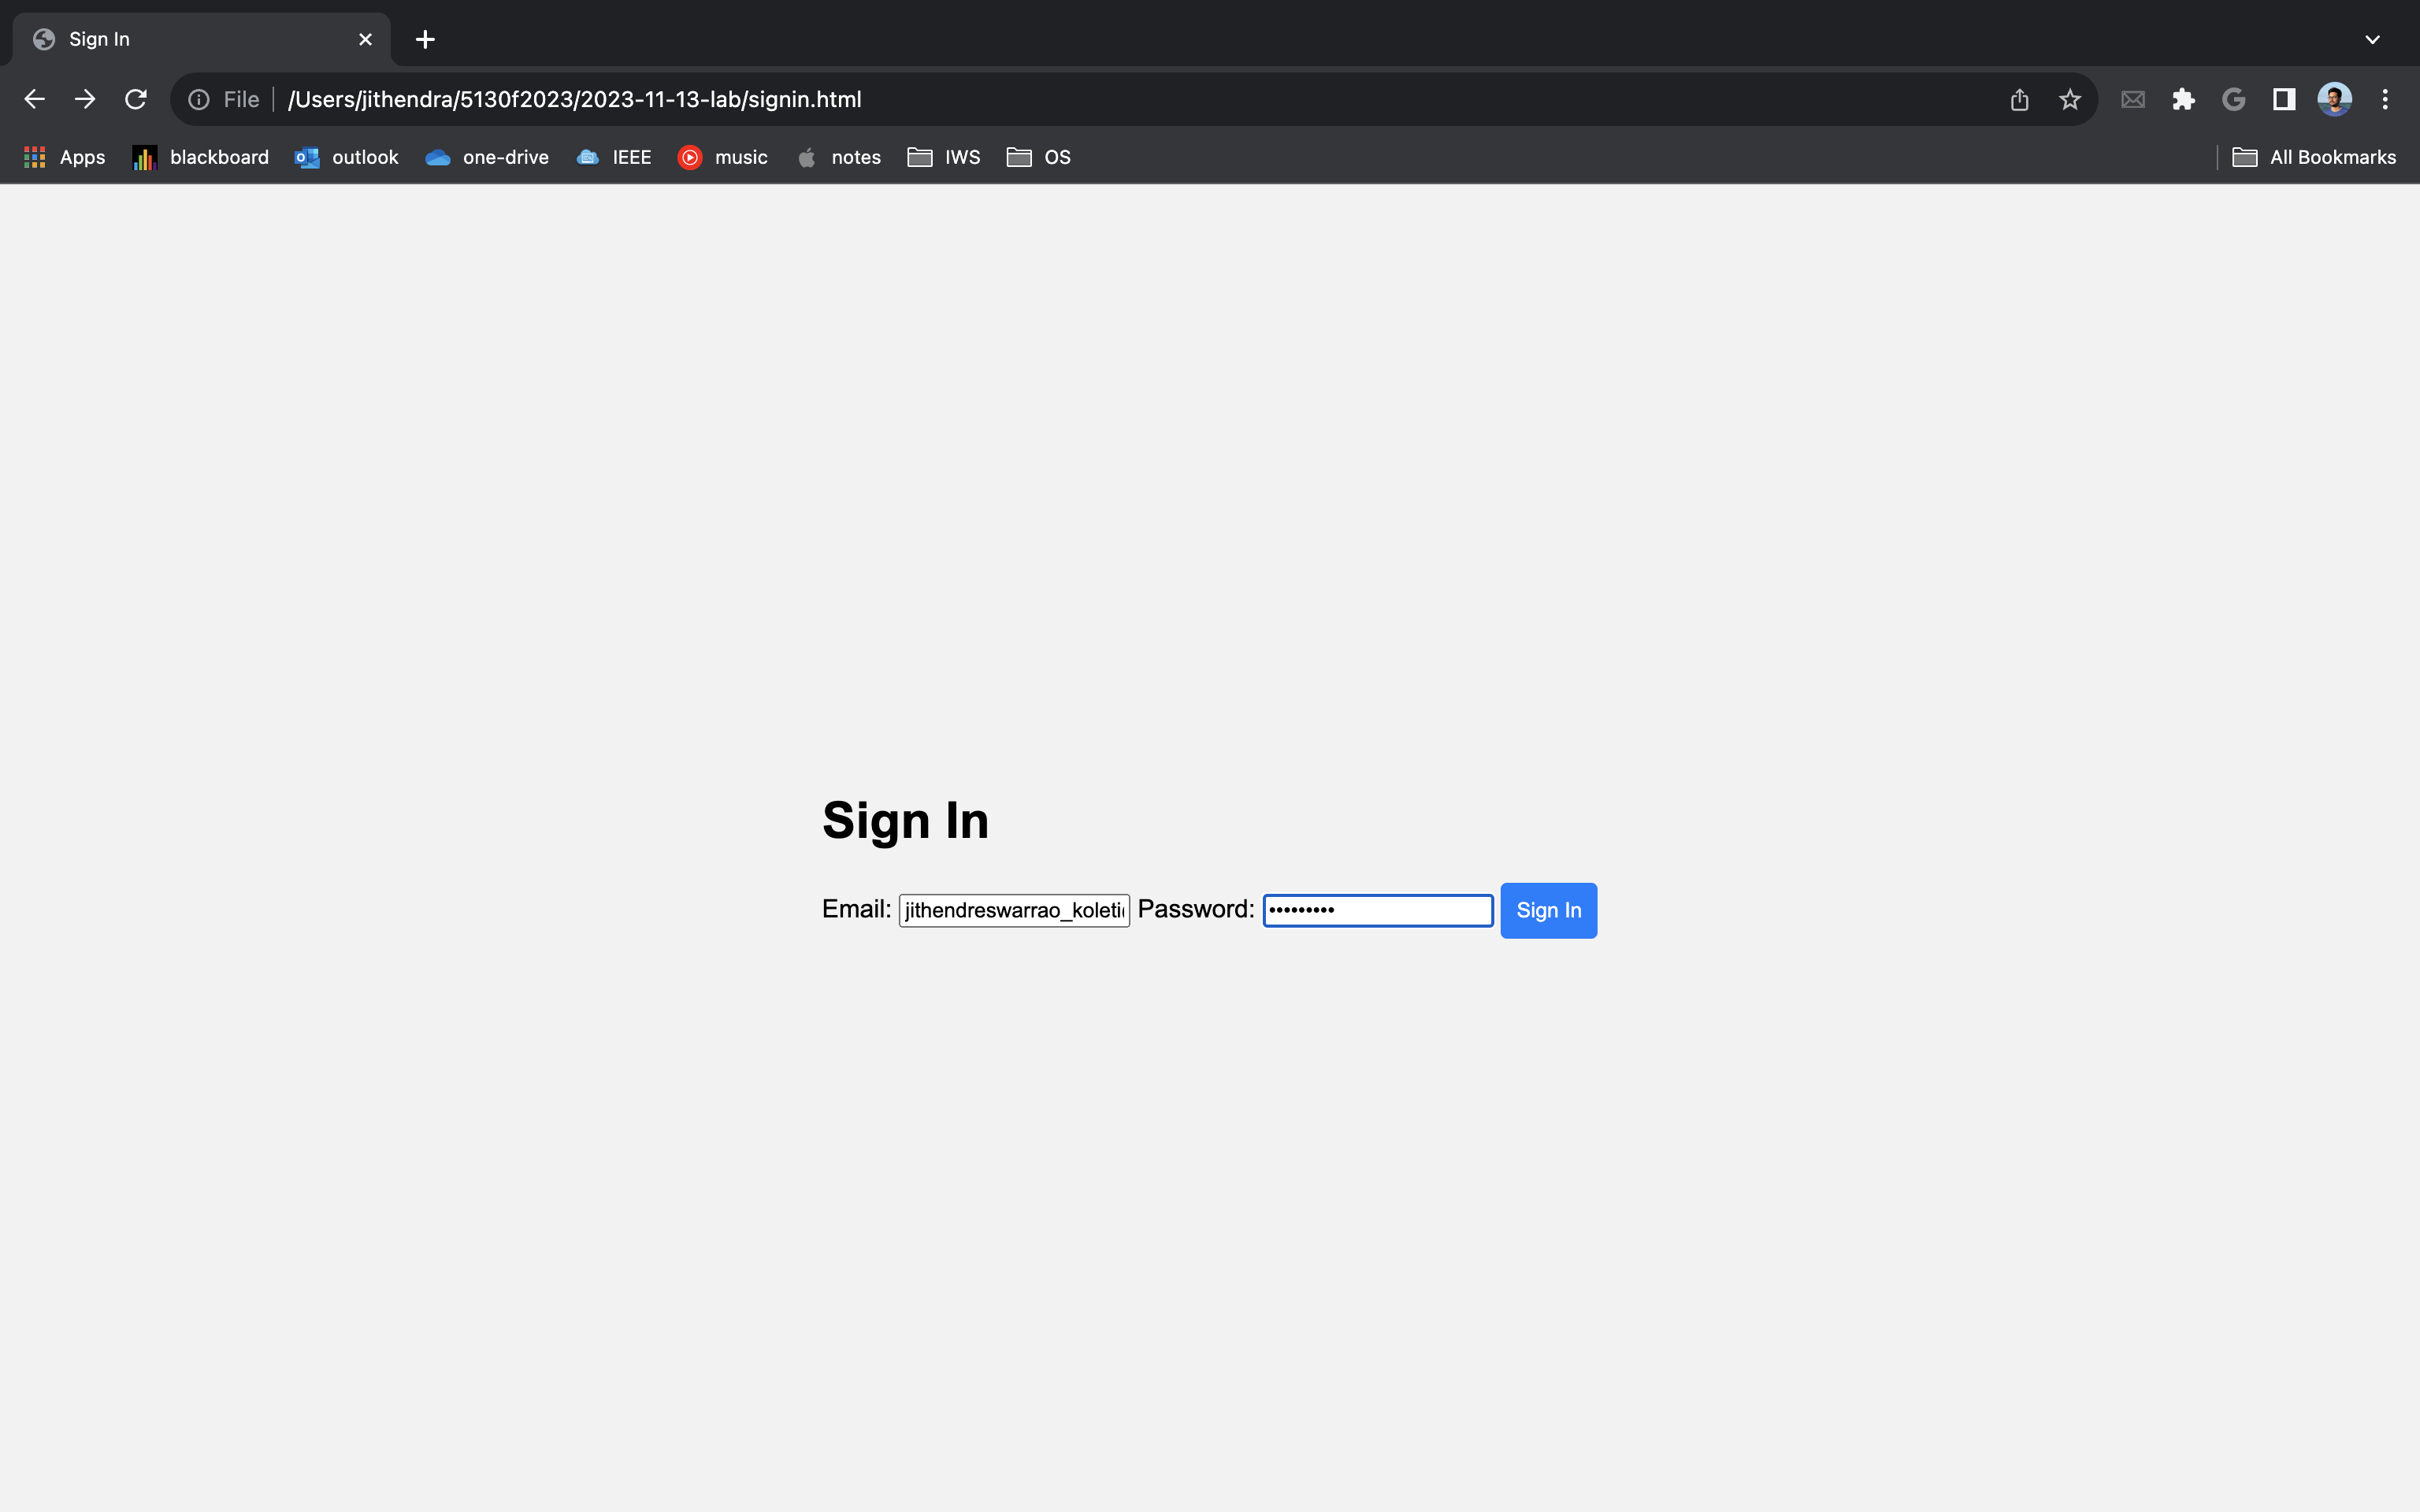 Sign In
File /Users/jithendra/5130f2023/2023-11-13-lab/signin.html
Apps blackboard outlook one-drive IEEE music notes IWS OS All Bookmarks
Sign In
Email: jithendreswarrao_koleti Password: ••••••••• Sign In